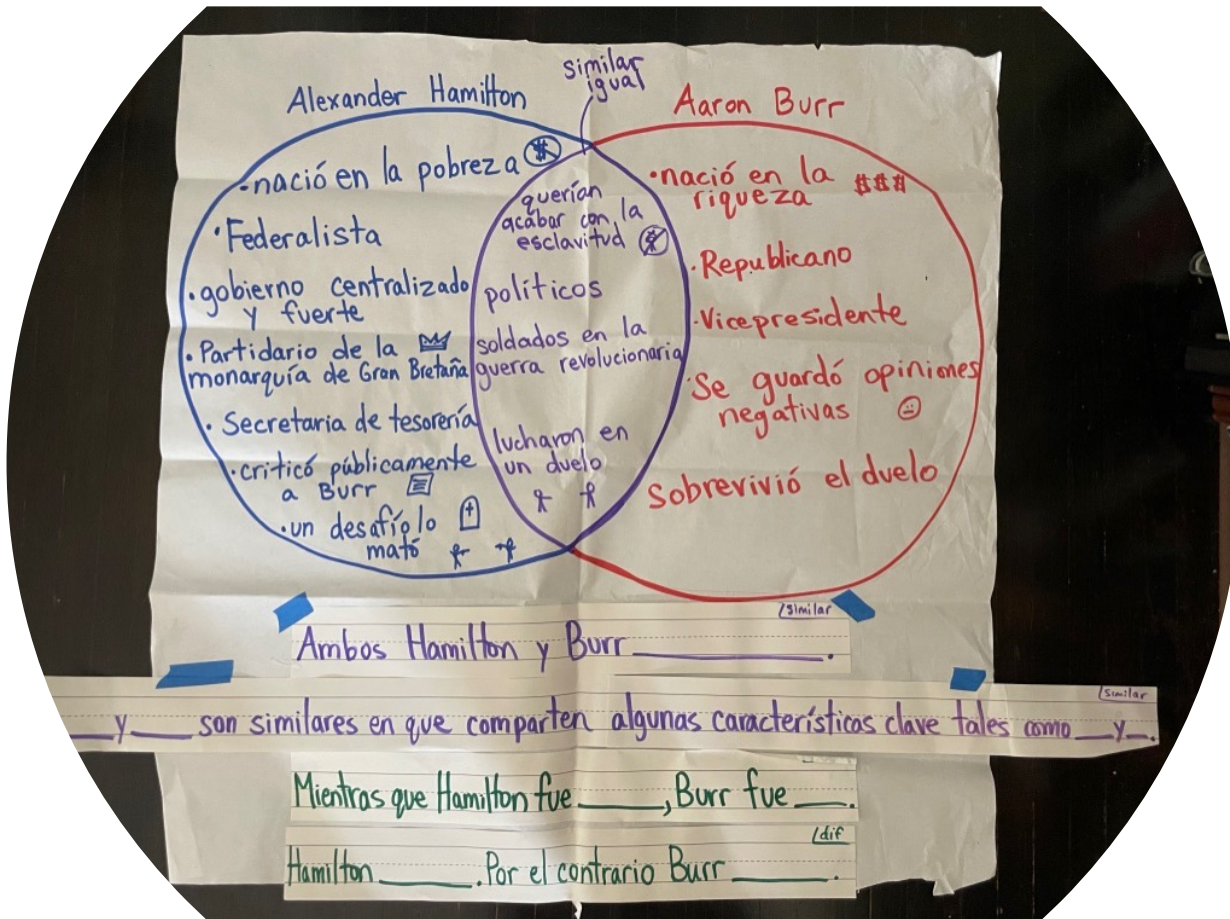 similar
igual
Alexander Hamilton
Aaron Burr
•nació en la pobreza $
•Federalista
•gobierno centralizado
y fuerte
•Partidario de la
monarquía de Gran Bretaña
•Secretaria de tesorería
•criticó públicamente
a Burr
•un desafío lo
mató
querían
acabar con la
esclavitud
políticos
soldados en la
guerra revolucionaria
lucharon en
un duelo
•nació en la $$$
riqueza
•Republicano
•Vicepresidente
•Se guardó opiniones
negativas
Sobrevivió el duelo
/similar
Ambos Hamilton y Burr ______.
/similar
___y___ son similares en que comparten algunas características clave tales como __y__.
Mientras que Hamilton fue _____, Burr fue ___.
/dif
Hamilton _____. Por el contrario Burr _____.